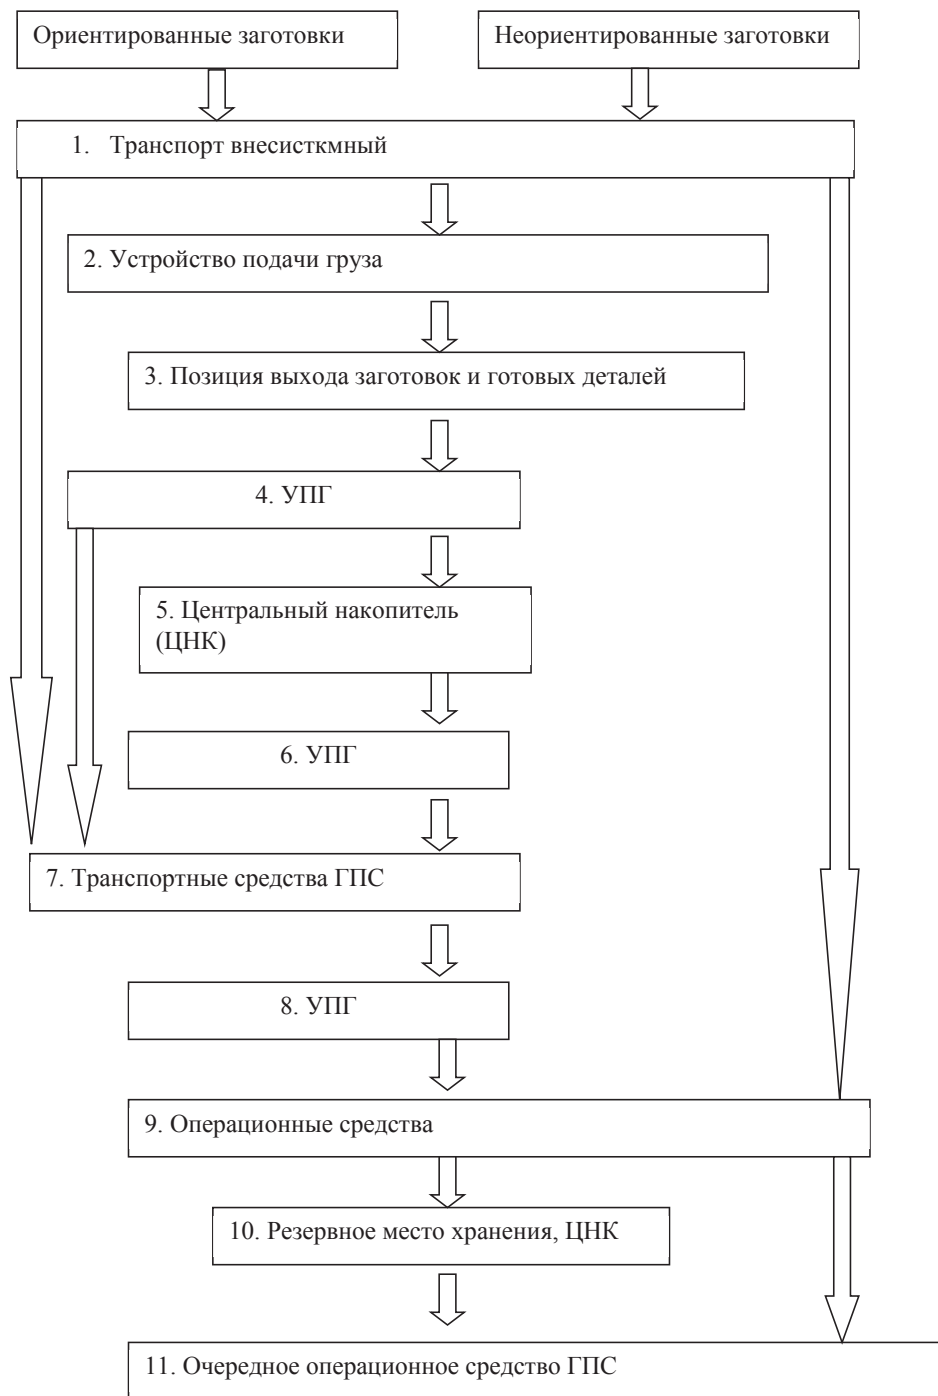 Ориентированные заготовки
Неориентированные заготовки
1. Транспорт внесисткмный
2. Устройство подачи груза
3. Позиция выхода заготовок и готовых деталей
4. УПГ
5. Центральный накопитель
(ЦНК)
6. УПГ
7. Транспортные средства ГПС
8. УПГ
9. Операционные средства
10. Резервное место хранения, ЦНК
11. Очередное операционное средство ГПС